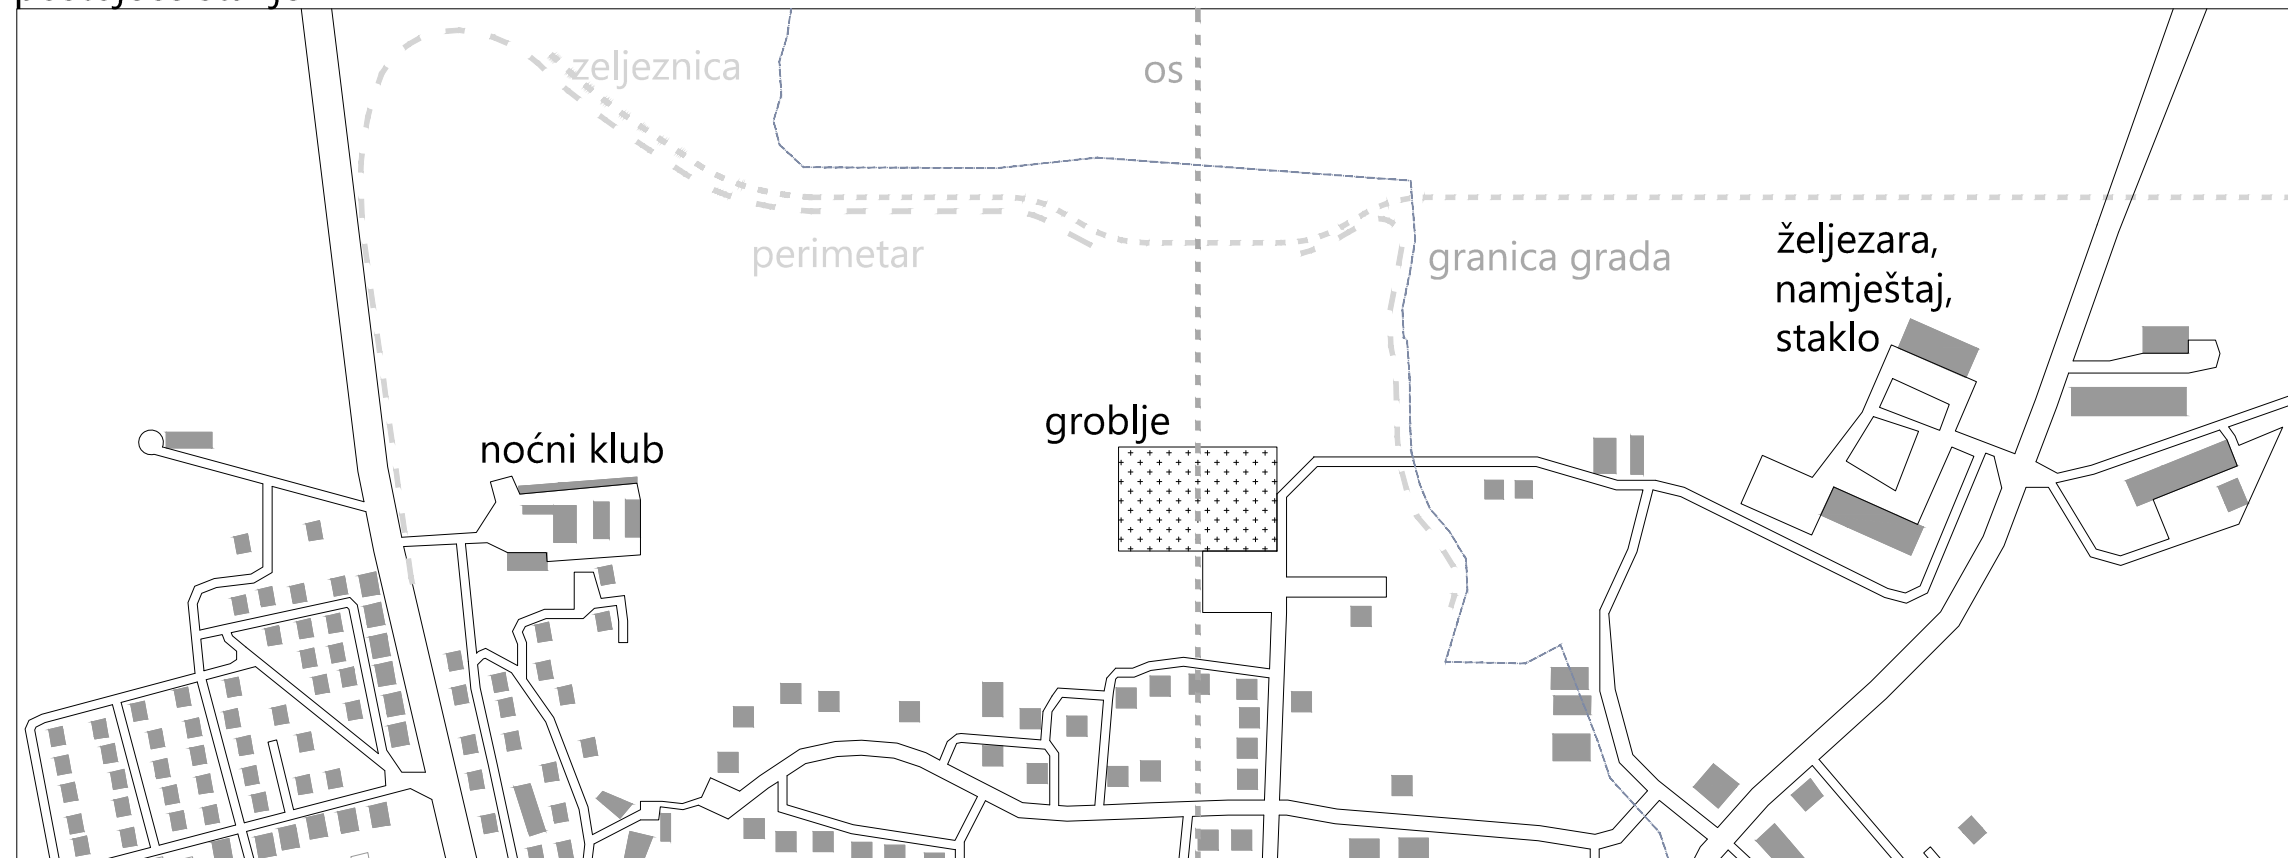 zeljeznica
os
perimetar
granica grada
željezara,
namještaj,
staklo
groblje
noćni klub